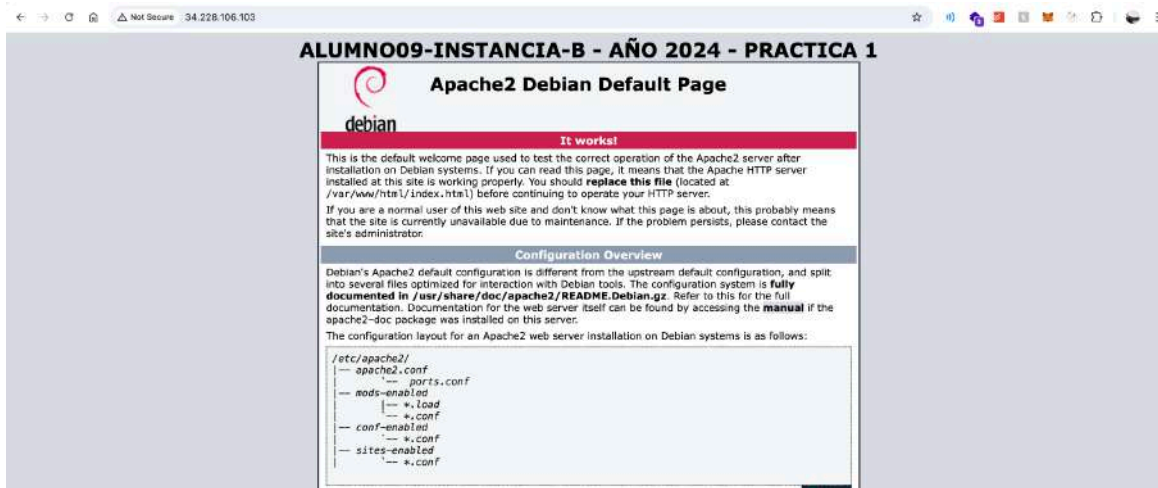 Not Secure 34.228.106.103
ALUMNO09-INSTANCIA-B - AÑO 2024 - PRACTICA 1
debian
Apache2 Debian Default Page
It works!
This is the default welcome page used to test the correct operation of the Apache2 server after
installation on Debian systems. If you can read this page, it means that the Apache HTTP server
installed at this site is working properly. You should replace this file (located at
/var/www/html/index.html) before continuing to operate your HTTP server.
If you are a normal user of this web site and don't know what this page is about, this probably means
that the site is currently unavailable due to maintenance. If the problem persists, please contact the
site's administrator.
Configuration Overview
Debian's Apache2 default configuration is different from the upstream default configuration, and split
into several files optimized for interaction with Debian tools. The configuration system is fully
documented in /usr/share/doc/apache2/README.Debian.gz. Refer to this for the full
documentation. Documentation for the web server itself can be found by accessing the manual if the
apache2-doc package was installed on this server.
The configuration layout for an Apache2 web server installation on Debian systems is as follows:
/etc/apache2/
|-- apache2.conf
|       `--  ports.conf
|-- mods-enabled
|       |-- *.load
|       `-- *.conf
|-- conf-enabled
|       `-- *.conf
|-- sites-enabled
|       `-- *.conf